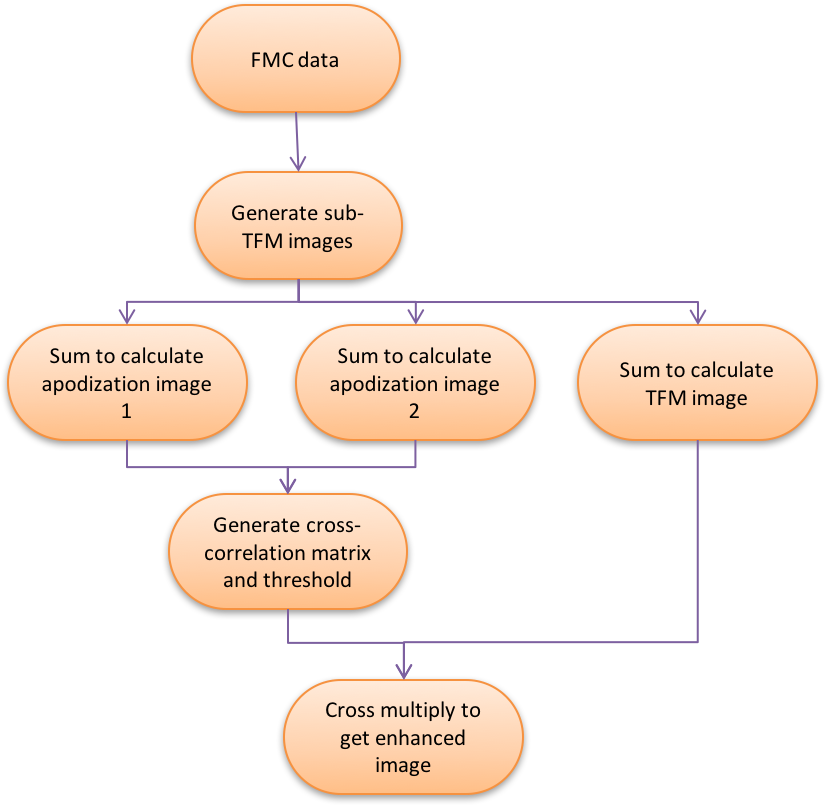 FMC data
Generate sub-
TFM images
Sum to calculate
apodization image
1
Sum to calculate
apodization image
2
Sum to calculate
TFM image
Generate cross-
correlation matrix
and threshold
Cross multiply to
get enhanced
image